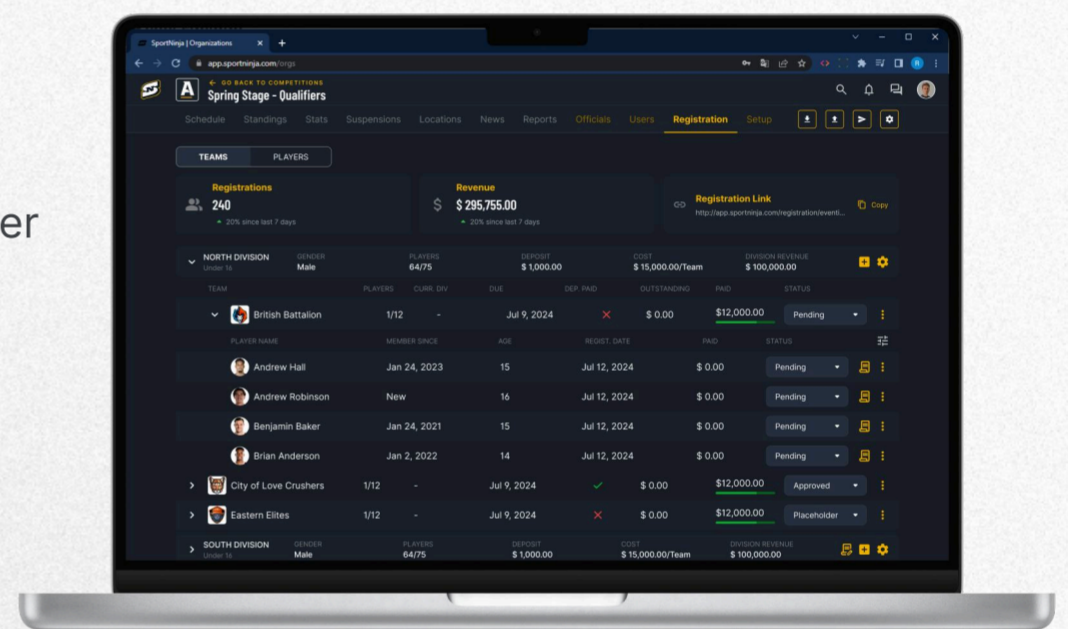 er
SportNinja | Organizations
app.sportninja.com/orgs
GO BACK TO COMPETITIONS
A
Spring Stage - Qualifiers
Schedule Standings Stats Suspensions Locations News Reports Officials Users Registration Setup
TEAMS PLAYERS
Registrations
240
20% since last 7 days
Revenue
$ 295,755.00
20% since last 7 days
Registration Link
http://app.sportninja.com/registration/eventi...
Copy
NORTH DIVISION GENDER PLAYERS DEPOSIT COST DIVISION REVENUE
Under 16 Male 64/75 $ 1,000.00 $ 15,000.00/Team $ 100,000.00
TEAM PLAYERS CURR. DIV DUE DEP. PAID OUTSTANDING PAID STATUS
British Battalion 1/12 - Jul 9, 2024 $ 0.00 $12,000.00 Pending
PLAYER NAME MEMBER SINCE AGE REGIST. DATE PAID STATUS
Andrew Hall Jan 24, 2023 15 Jul 12, 2024 $ 0.00 Pending
Andrew Robinson New 16 Jul 12, 2024 $ 0.00 Pending
Benjamin Baker Jan 24, 2021 15 Jul 12, 2024 $ 0.00 Pending
Brian Anderson Jan 2, 2022 14 Jul 12, 2024 $ 0.00 Pending
City of Love Crushers 1/12 - Jul 9, 2024 $ 0.00 $12,000.00 Approved
Eastern Elites 1/12 - Jul 9, 2024 $ 0.00 $12,000.00 Placeholder
SOUTH DIVISION GENDER PLAYERS DEPOSIT COST DIVISION REVENUE
Under 16 Male 64/75 $ 1,000.00 $ 15,000.00/Team $ 100,000.00